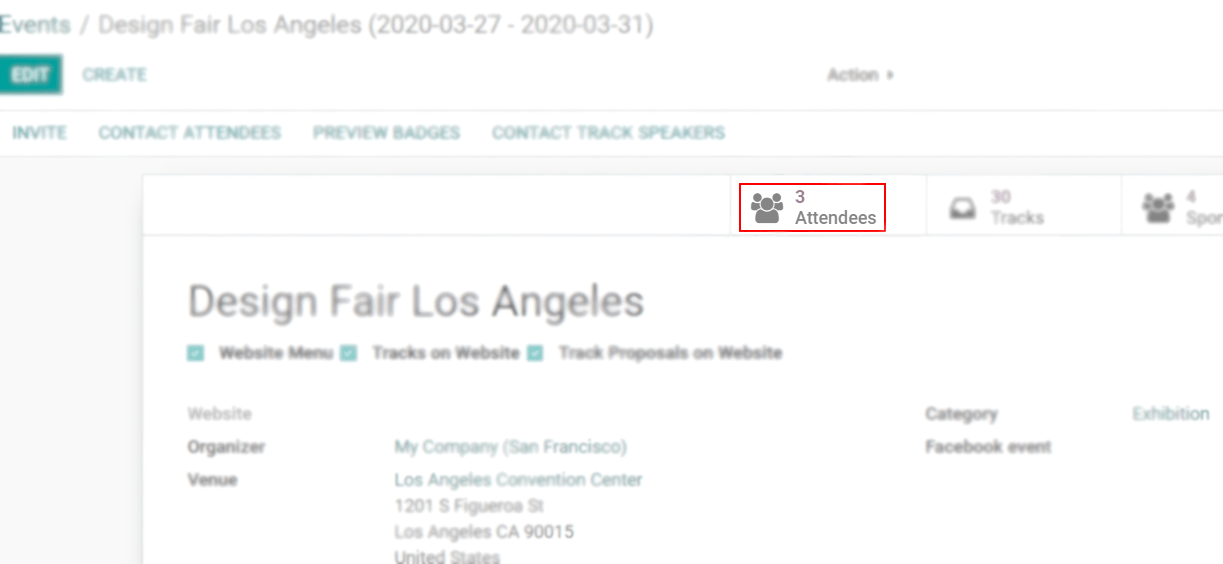 Events / Design Fair Los Angeles (2020-03-27 - 2020-03-31)
EDIT CREATE Action
INVITE CONTACT ATTENDEES PREVIEW BADGES CONTACT TRACK SPEAKERS
3 30 4
Attendees Tracks Spor
Design Fair Los Angeles
Website Menu Tracks on Website Track Proposals on Website
Website Category Exhibition
Organizer My Company (San Francisco) Facebook event
Venue Los Angeles Convention Center
1201 S Figueroa St
Los Angeles CA 90015
United States